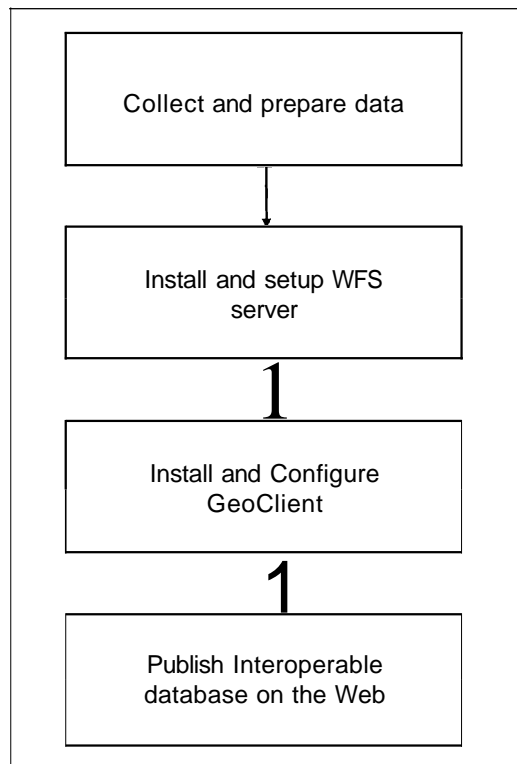 Collect and prepare data
Install and setup WFS
server
1
Install and Configure
GeoClient
1
Publish Interoperable
database on the Web